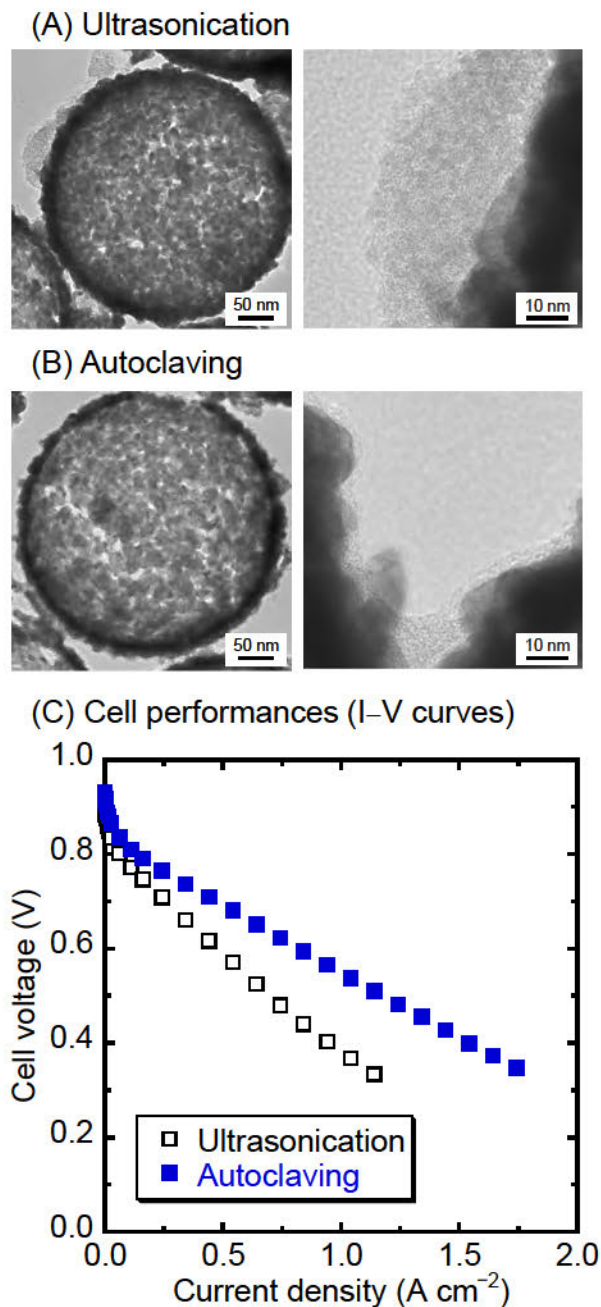 (A) Ultrasonication
50 nm
10 nm
(B) Autoclaving
50 nm
10 nm
(C) Cell performances (I–V curves)
1.0
0.8
0.6
0.4
0.2
0.0
Cell voltage (V)
Ultrasonication
Autoclaving
0.0 0.5 1.0 1.5 2.0
Current density (A cm⁻²)